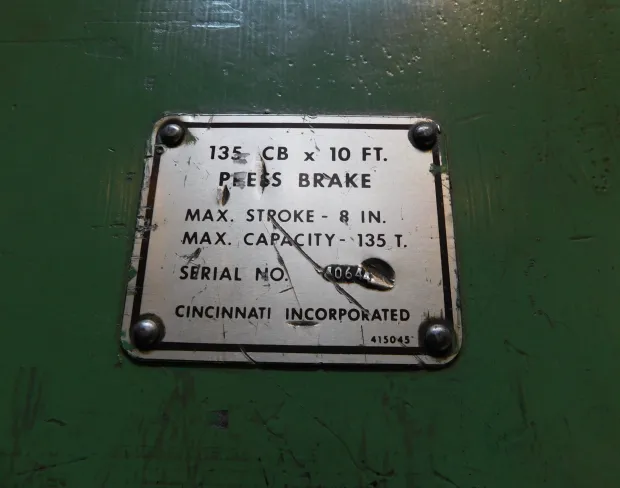 135 CB x 10 FT.
PRESS BRAKE
MAX. STROKE - 8 IN.
MAX. CAPACITY - 135 T.
SERIAL NO.
CINCINNATI INCORPORATED
415045